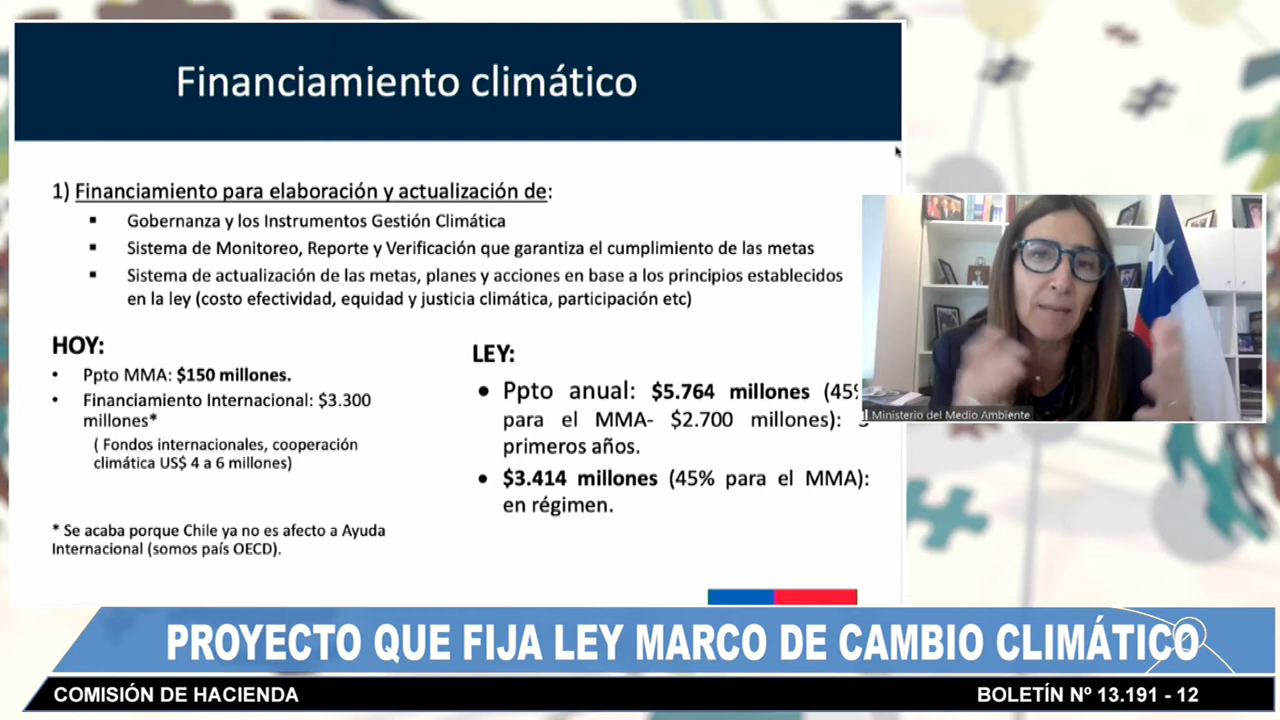 Financiamiento climático
1) Financiamiento para elaboración y actualización de:
▪ Gobernanza y los Instrumentos Gestión Climática
▪ Sistema de Monitoreo, Reporte y Verificación que garantiza el cumplimiento de las metas
▪ Sistema de actualización de las metas, planes y acciones en base a los principios establecidos
en la ley (costo efectividad, equidad y justicia climática, participación etc)
HOY:
• Ppto MMA: $150 millones.
• Financiamiento Internacional: $3.300
millones*
( Fondos internacionales, cooperación
climática US$ 4 a 6 millones)
* Se acaba porque Chile ya no es afecto a Ayuda
Internacional (somos país OECD).
LEY:
• Ppto anual: $5.764 millones (45
para el MMA- $2.700 millones):
primeros años.
• $3.414 millones (45% para el MMA):
en régimen.
Ministerio del Medio Ambiente
PROYECTO QUE FIJA LEY MARCO DE CAMBIO CLIMÁTICO
COMISIÓN DE HACIENDA
BOLETÍN Nº 13.191 - 12